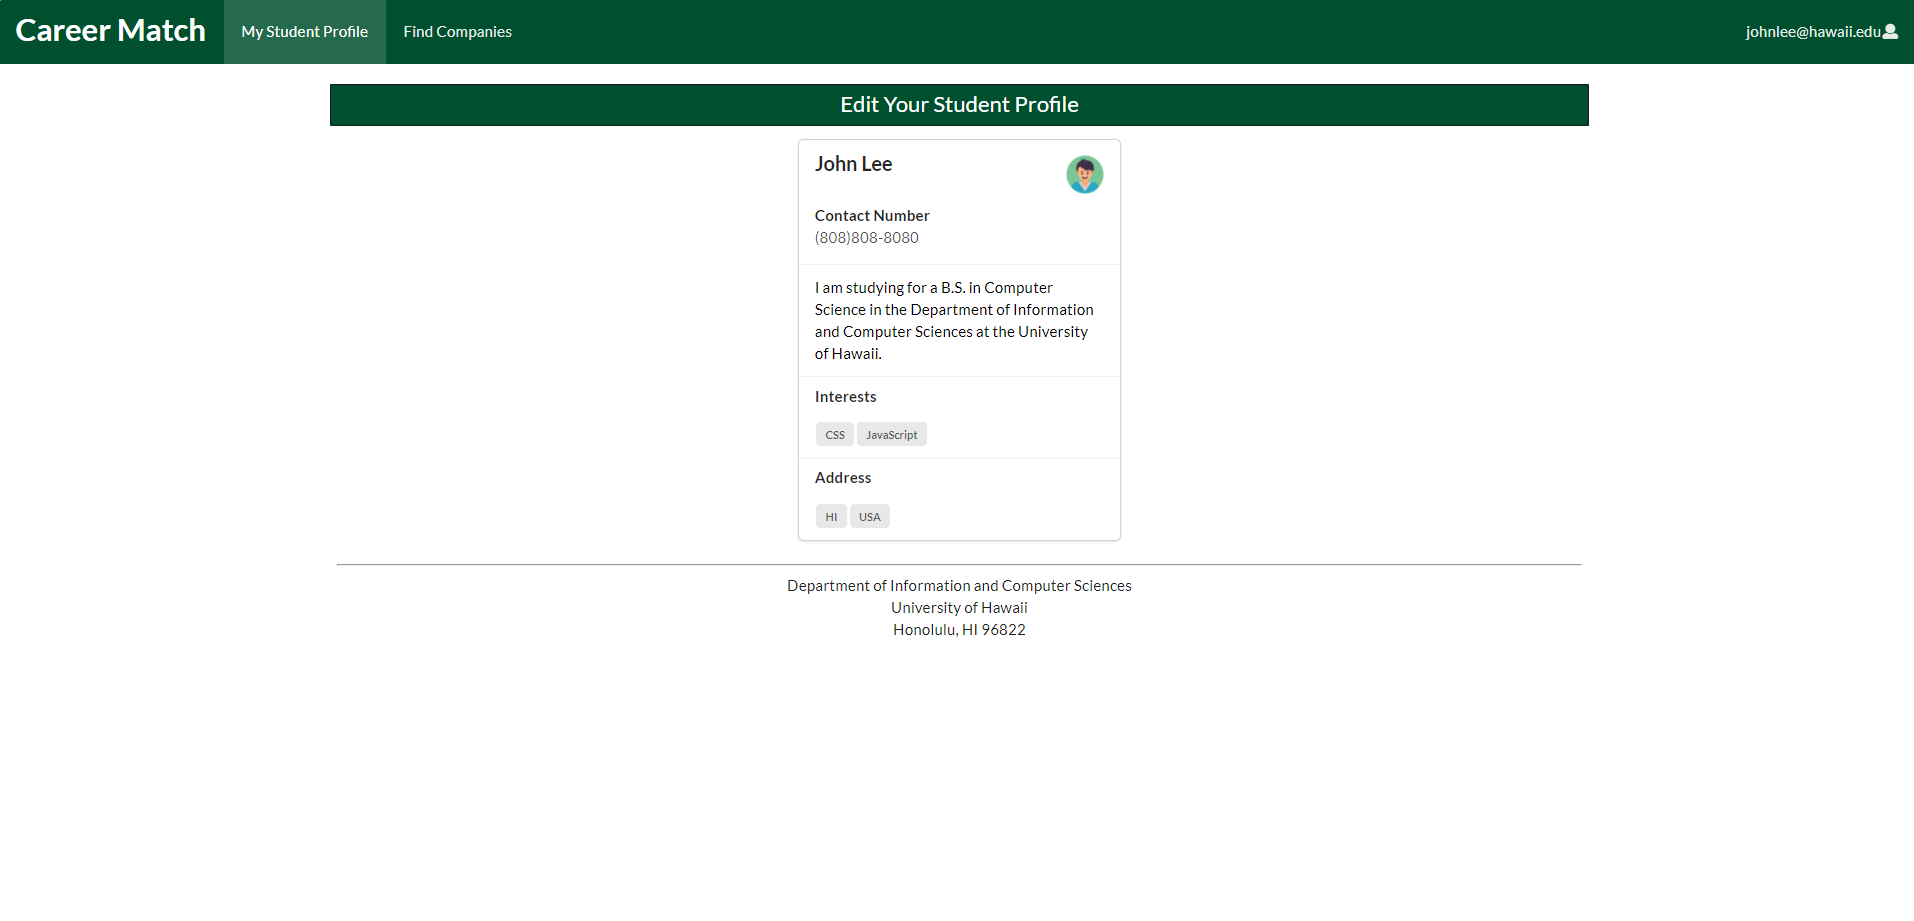 Career Match
My Student Profile
Find Companies
johnlee@hawaii.edu
Edit Your Student Profile
John Lee
Contact Number
(808)808-8080
I am studying for a B.S. in Computer
Science in the Department of Information
and Computer Sciences at the University
of Hawaii.
Interests
CSS JavaScript
Address
HI USA
Department of Information and Computer Sciences
University of Hawaii
Honolulu, HI 96822